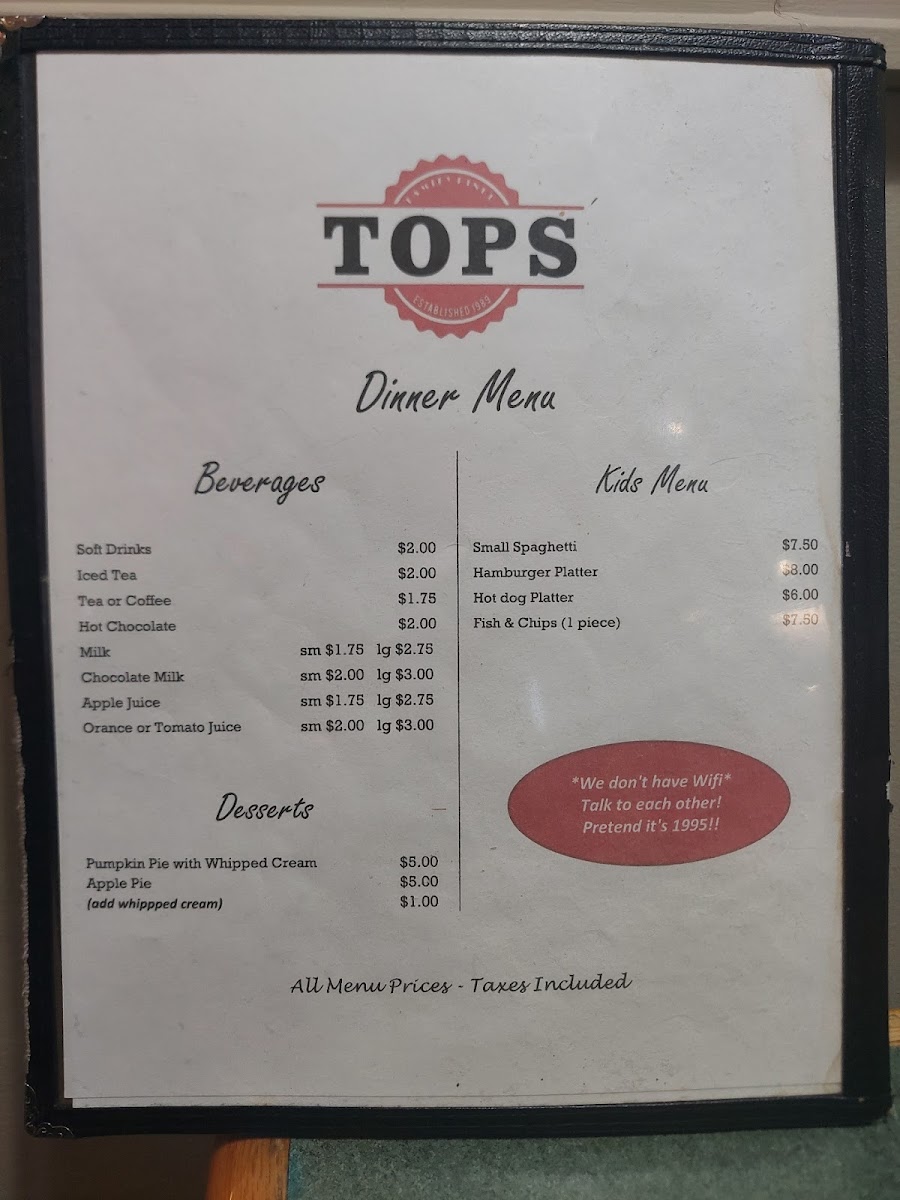 TOPS
ESTABLISHED 1989
Dinner Menu
Beverages
Soft Drinks $2.00
Iced Tea $2.00
Tea or Coffee $1.75
Hot Chocolate $2.00
Milk sm $1.75 lg $2.75
Chocolate Milk sm $2.00 lg $3.00
Apple Juice sm $1.75 lg $2.75
Orance or Tomato Juice sm $2.00 lg $3.00
Desserts
Pumpkin Pie with Whipped Cream $5.00
Apple Pie $5.00
(add whippped cream) $1.00
Kids Menu
Small Spaghetti $7.50
Hamburger Platter $8.00
Hot dog Platter $6.00
Fish & Chips (1 piece) $7.50
*We don't have Wifi*
Talk to each other!
Pretend it's 1995!!
All Menu Prices - Taxes Included